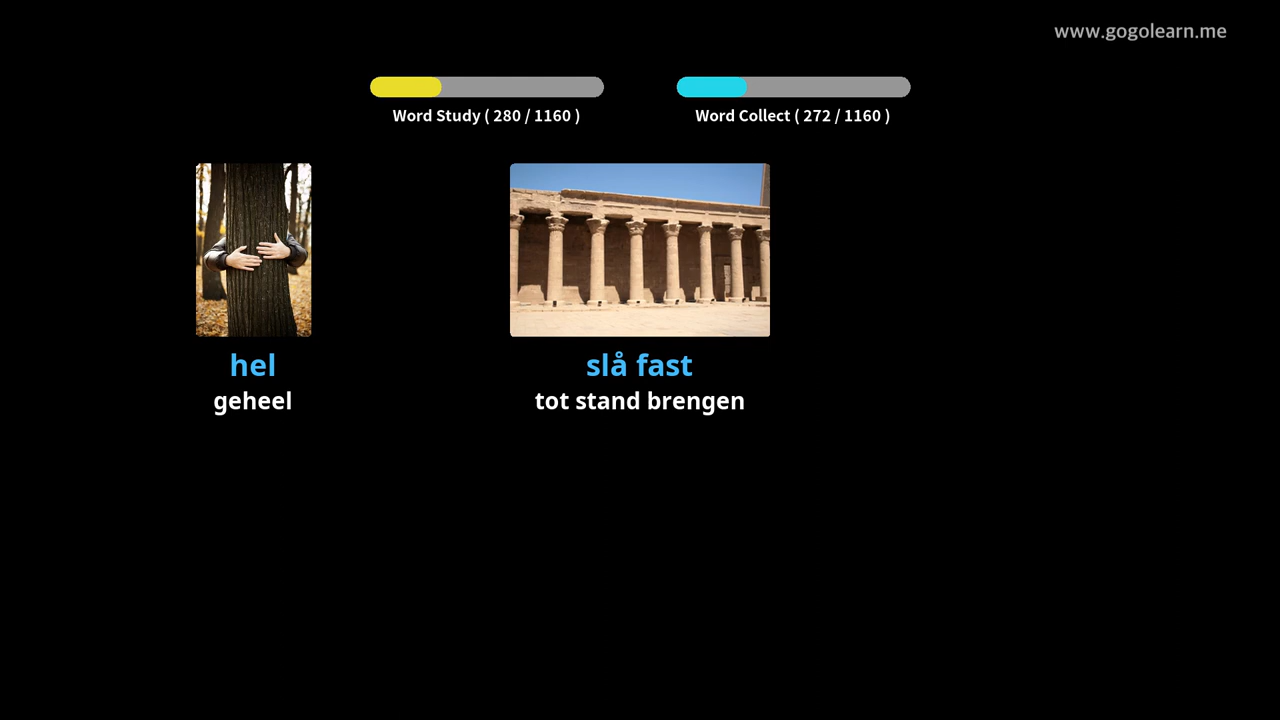 www.gogolearn.me
Word Study ( 280 / 1160 )
Word Collect ( 272 / 1160 )
hel
geheel
slå fast
tot stand brengen